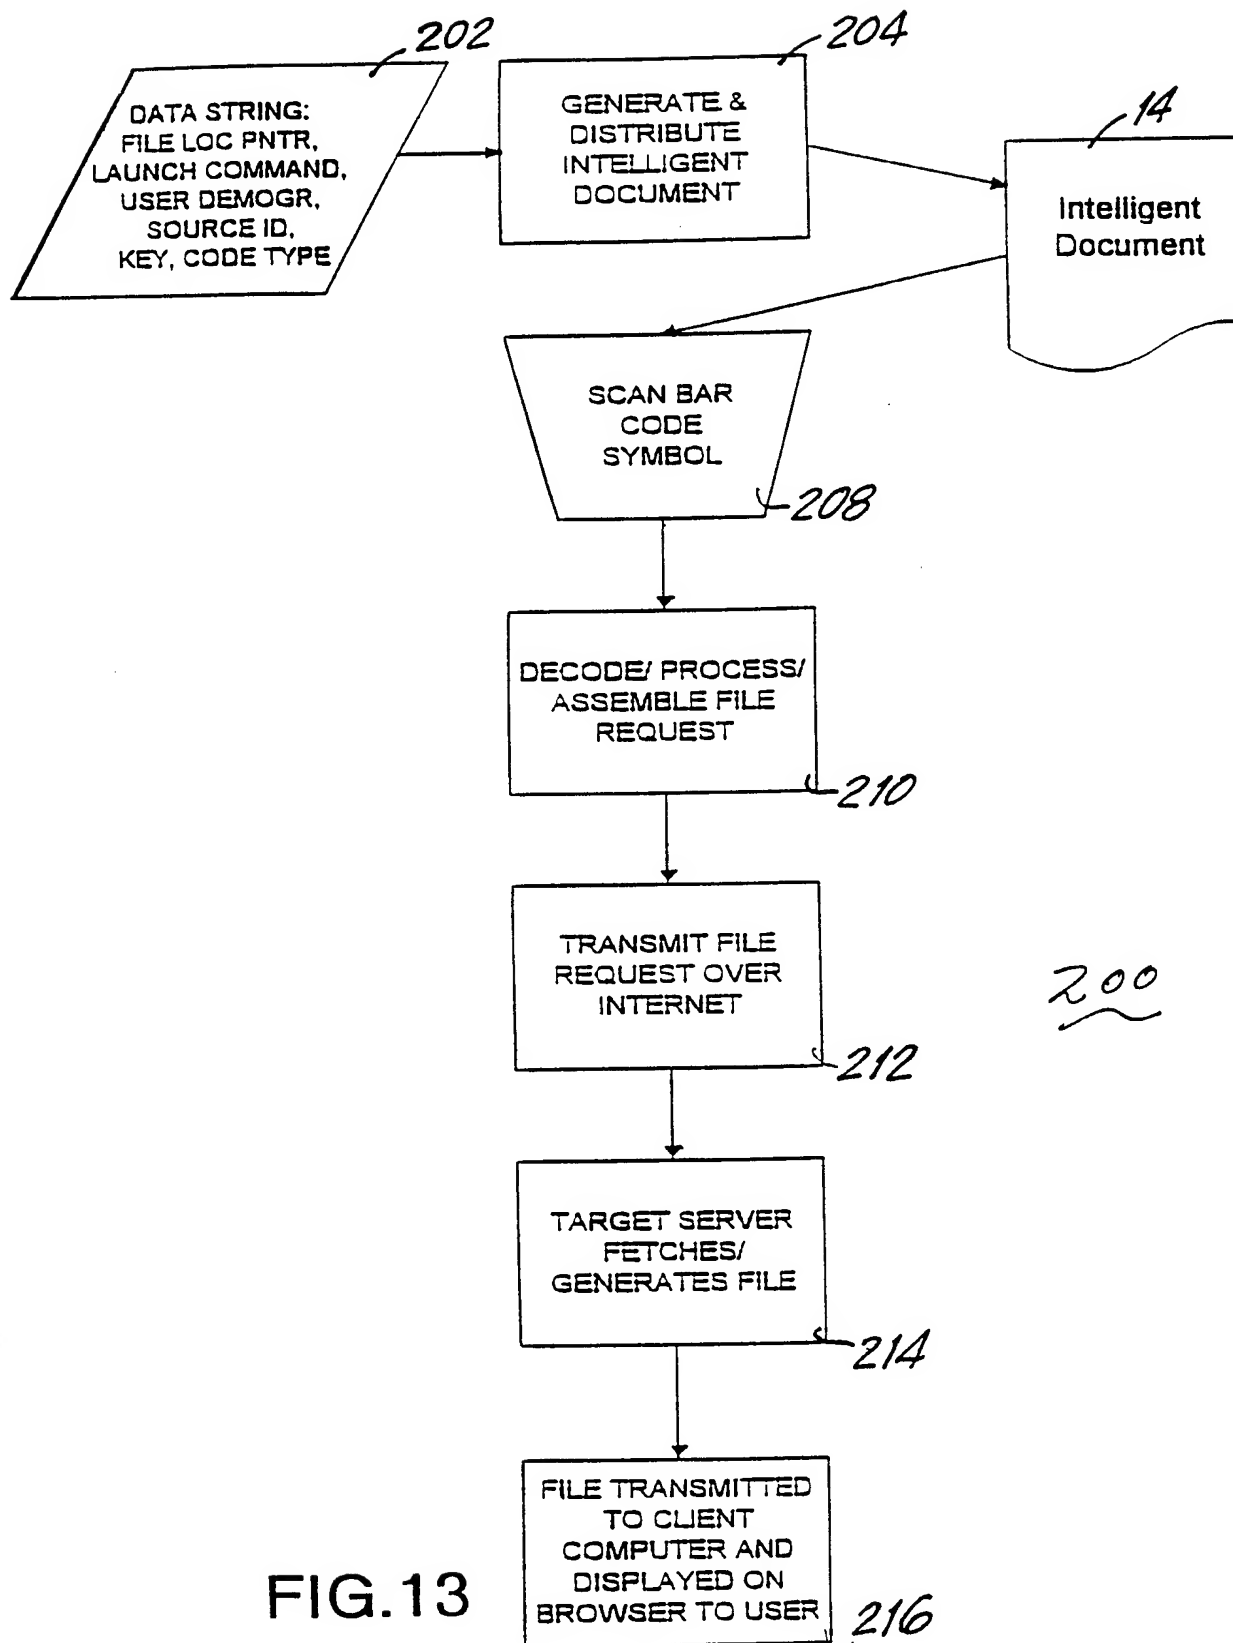 202
DATA STRING:
FILE LOC PNTR,
LAUNCH COMMAND,
USER DEMOGR,
SOURCE ID,
KEY, CODE TYPE
204
GENERATE &
DISTRIBUTE
INTELLIGENT
DOCUMENT
14
Intelligent
Document
SCAN BAR
CODE
SYMBOL
208
DECODE/ PROCESS/
ASSEMBLE FILE
REQUEST
210
TRANSMIT FILE
REQUEST OVER
INTERNET
212
200
TARGET SERVER
FETCHES/
GENERATES FILE
214
FILE TRANSMITTED
TO CLIENT
COMPUTER AND
DISPLAYED ON
BROWSER TO USER
216
FIG.13